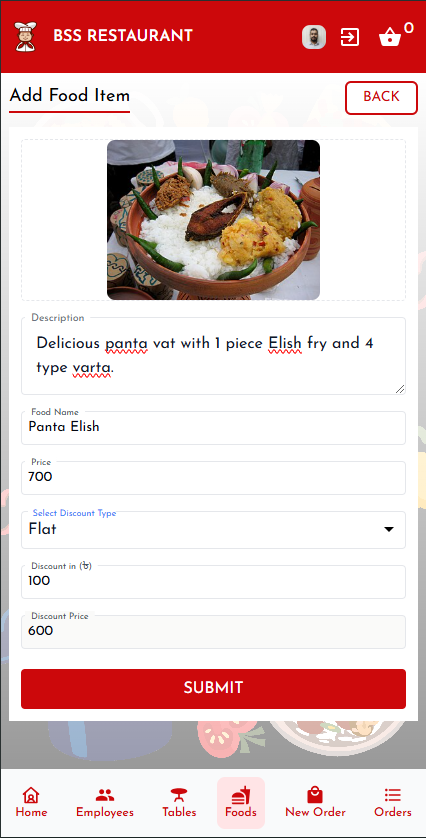 BSS RESTAURANT
0
Add Food Item
BACK
Description
Delicious panta vat with 1 piece Elish fry and 4
type varta.
Food Name
Panta Elish
Price
700
Select Discount Type
Flat
Discount in (৳)
100
Discount Price
600
SUBMIT
Home
Employees
Tables
Foods
New Order
Orders